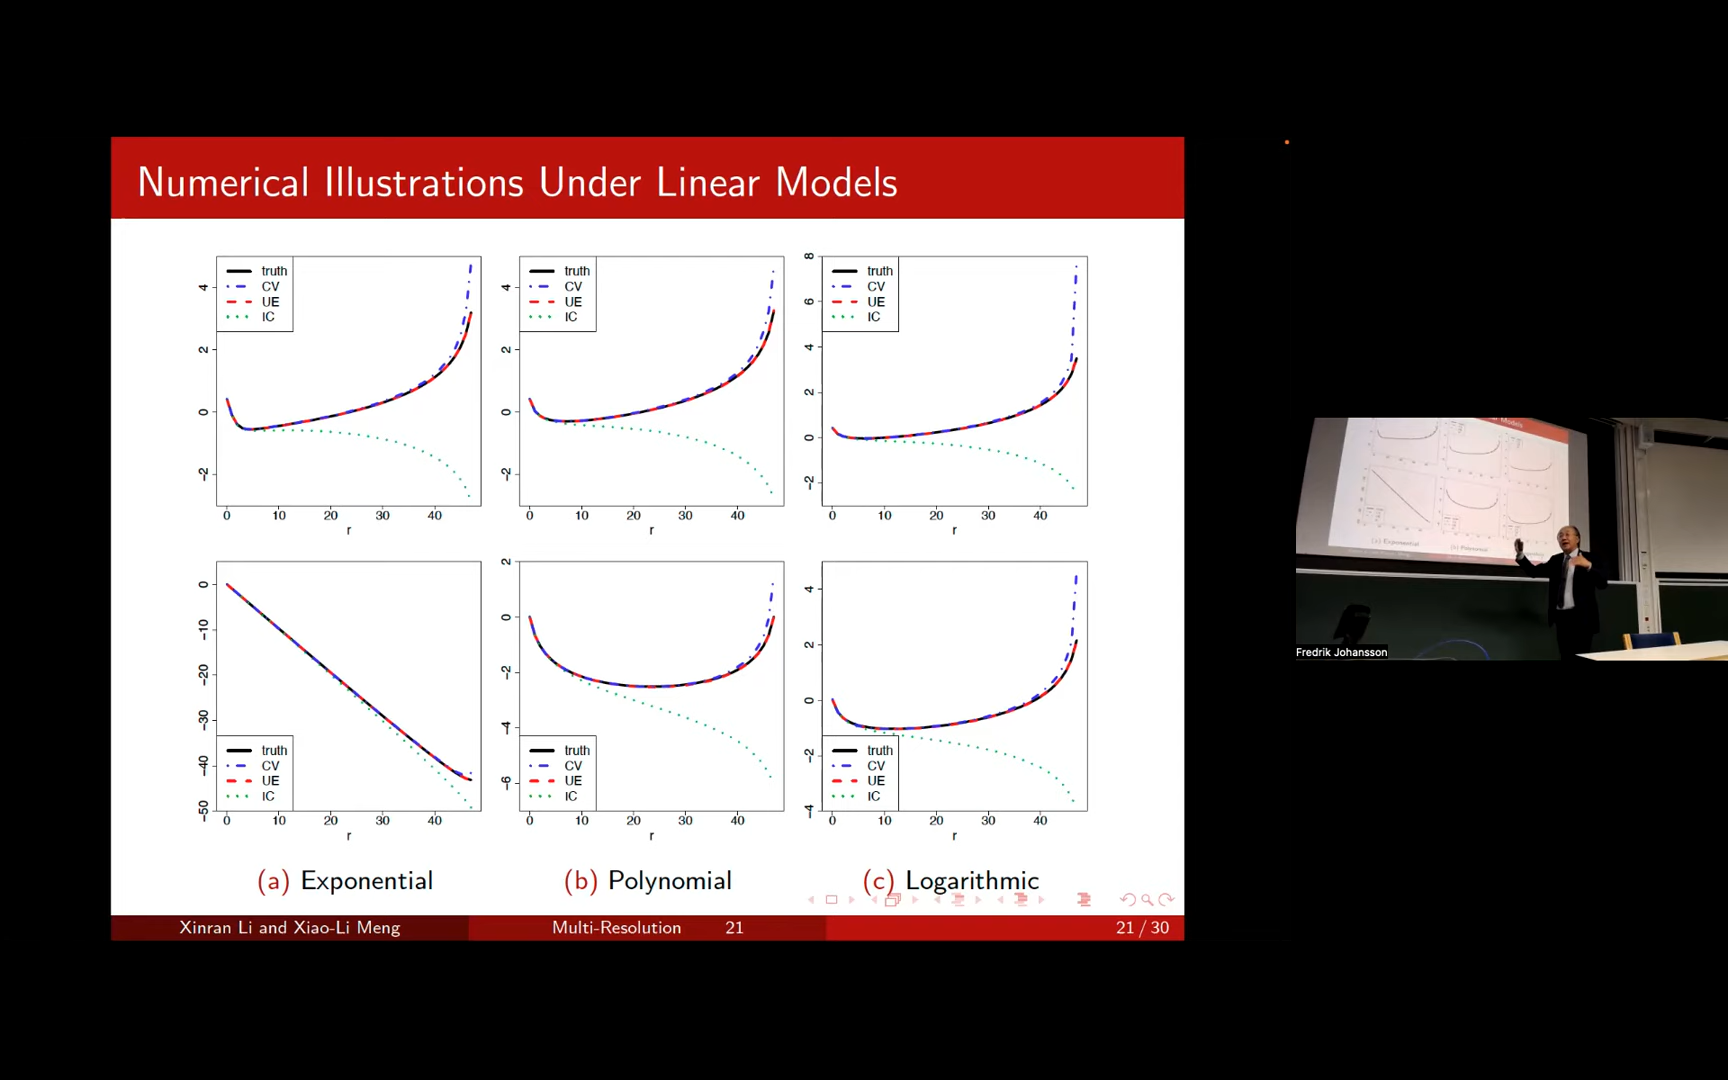 Numerical Illustrations Under Linear Models
truth
CV
UE
IC
4
2
0
-2
0 10 20 30 40
r
truth
CV
UE
IC
4
2
0
-2
0 10 20 30 40
r
truth
CV
UE
IC
8
6
4
2
0
-2
0 10 20 30 40
r
truth
CV
UE
IC
0
-10
-20
-30
-40
-50
0 10 20 30 40
r
truth
CV
UE
IC
2
0
-2
-4
-6
0 10 20 30 40
r
truth
CV
UE
IC
4
2
0
-2
-4
0 10 20 30 40
r
(a) Exponential
(b) Polynomial
(c) Logarithmic
Xinran Li and Xiao-Li Meng Multi-Resolution 21 21 / 30
(a) Exponential
Fredrik Johansson